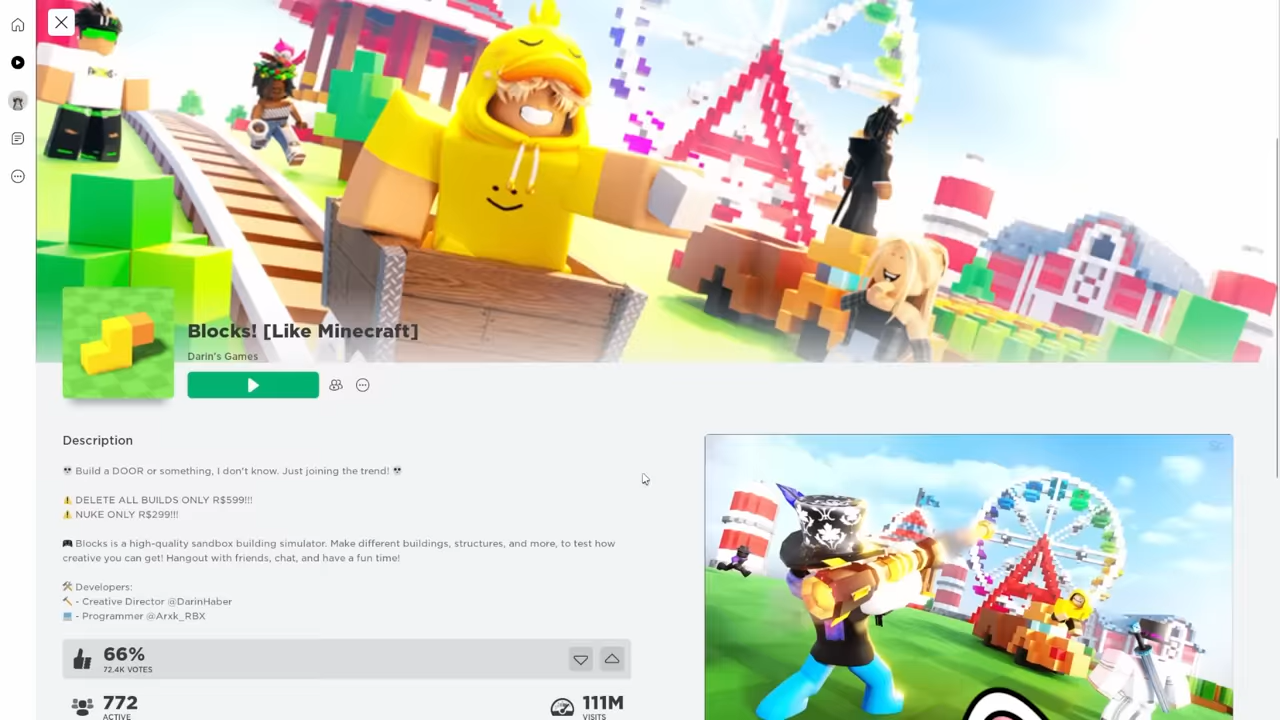 Blocks! [Like Minecraft]
Darin's Games
Description
💀 Build a DOOR or something, I don't know. Just joining the trend! 💀
⚠️ DELETE ALL BUILDS ONLY R$599!!!
⚠️ NUKE ONLY R$299!!!
🎮 Blocks is a high-quality sandbox building simulator. Make different buildings, structures, and more, to test how
creative you can get! Hangout with friends, chat, and have a fun time!
🛠️ Developers:
🔨 - Creative Director @DarinHaber
💻 - Programmer @Arxk_RBX
66%
72.4K VOTES
772
ACTIVE
111M
VISITS